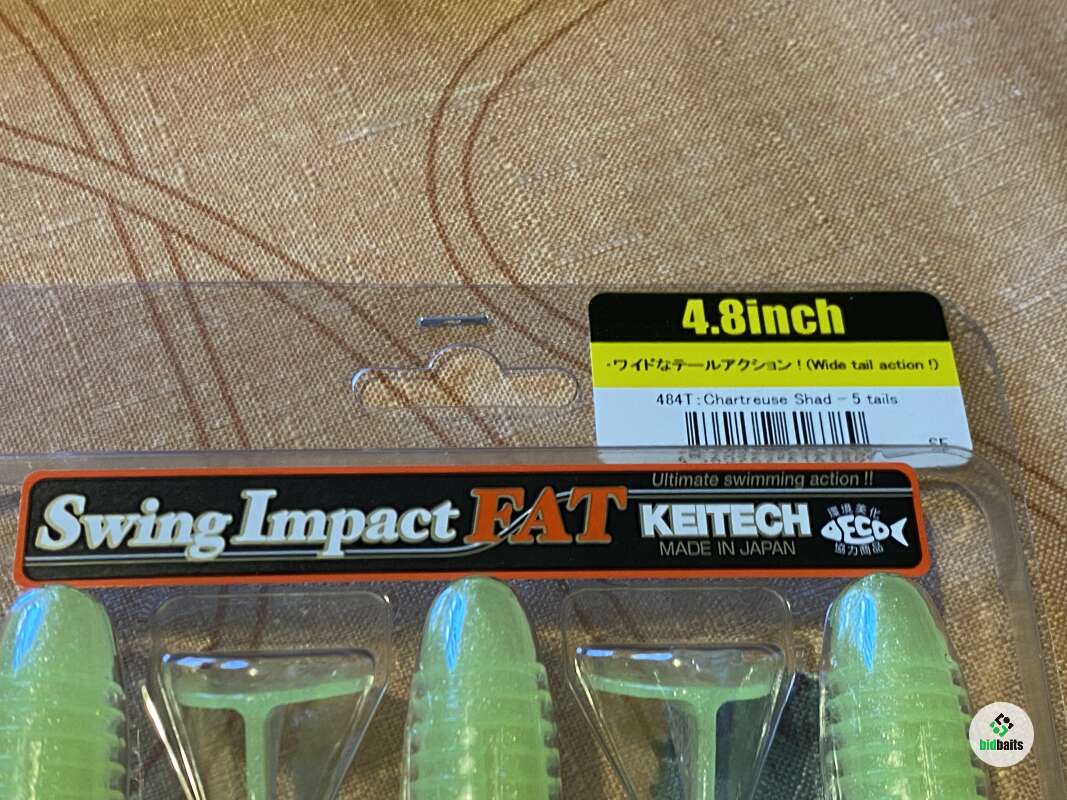 4.8inch
・ワイドなテールアクション！(Wide tail action !)
484T:Chartreuse Shad - 5 tails
Ultimate swimming action !!
Swing Impact FAT KEITECH
MADE IN JAPAN
環境美化
DECO
協力商品
bidbaits